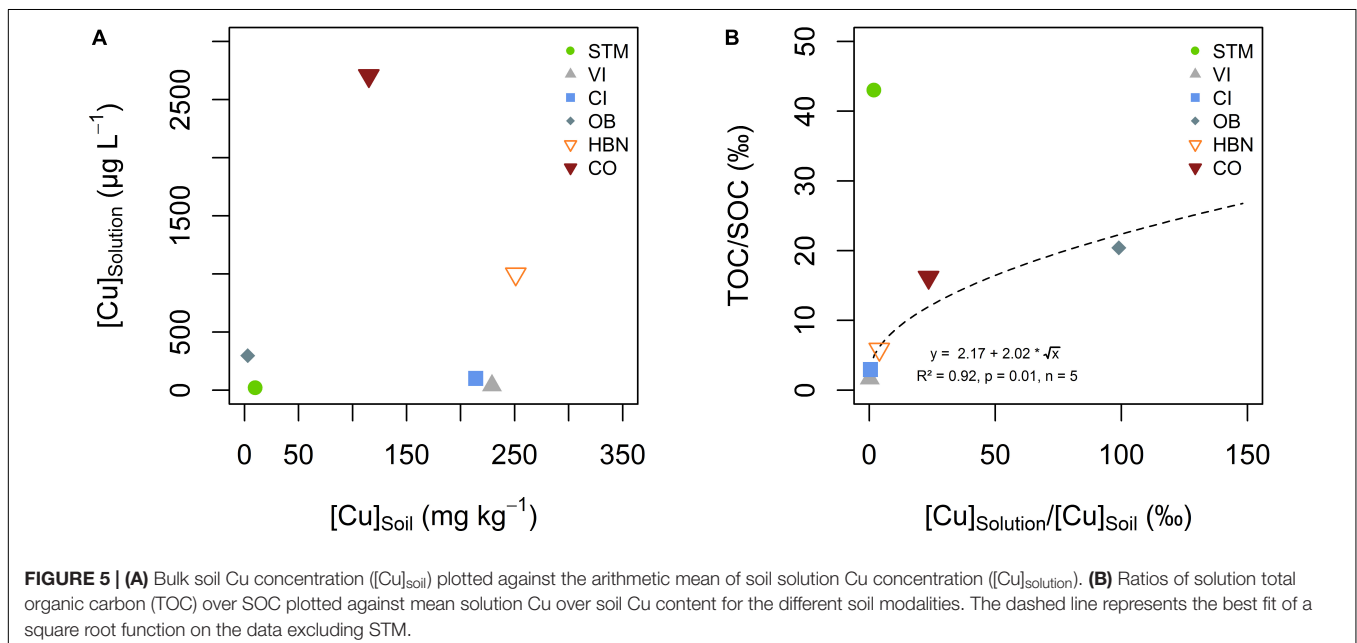 A
[Cu]Solution (µg L−1)
2500
1500
500
0
0 50 150 250 350
[Cu]Soil (mg kg−1)
STM
VI
CI
OB
HBN
CO
B
TOC/SOC (‰)
50
40
30
20
10
0
0 50 100 150
[Cu]Solution/[Cu]Soil (‰)
STM
VI
CI
OB
HBN
CO
y = 2.17 + 2.02 * √x
R² = 0.92, p = 0.01, n = 5
FIGURE 5 | (A) Bulk soil Cu concentration ([Cu]soil) plotted against the arithmetic mean of soil solution Cu concentration ([Cu]solution). (B) Ratios of solution total
organic carbon (TOC) over SOC plotted against mean solution Cu over soil Cu content for the different soil modalities. The dashed line represents the best fit of a
square root function on the data excluding STM.